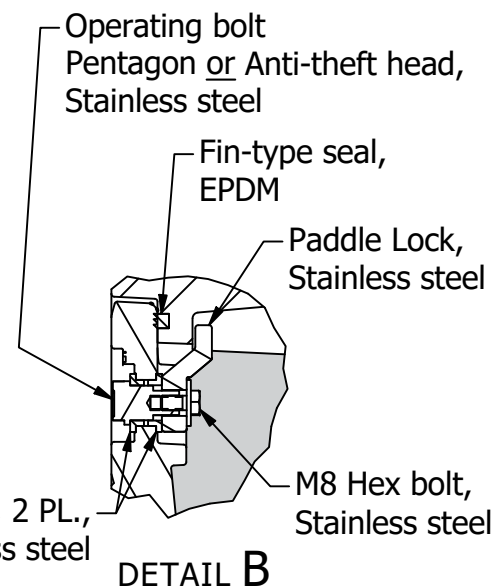 Operating bolt
Pentagon or Anti-theft head,
Stainless steel
Fin-type seal,
EPDM
Paddle Lock,
Stainless steel
M8 Hex bolt,
Stainless steel
2 PL.,
steel
DETAIL B